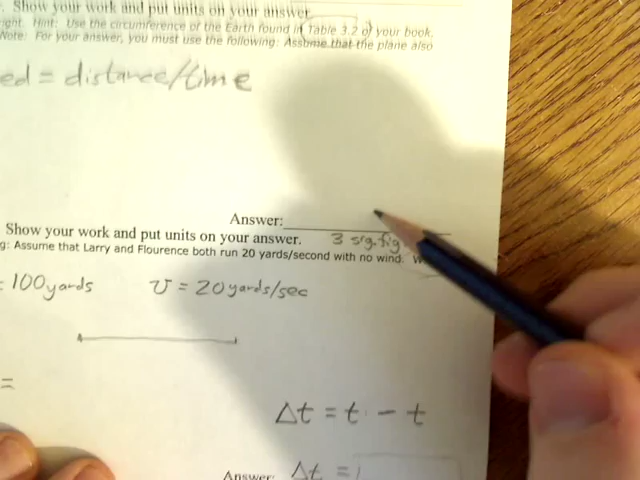 . Show your work and put units on your answer
right. Hint: Use the circumference of the Earth found in Table 3.2 of your book.
Note: For your answer, you must use the following: Assume that the plane also
ed = distance/time
Answer:
Show your work and put units on your answer.
3 sig. fig
g: Assume that Larry and Flourence both run 20 yards/second with no wind. W
= 100 yards v = 20 yards/sec
=
Δt = t - t
Answer: Δt =